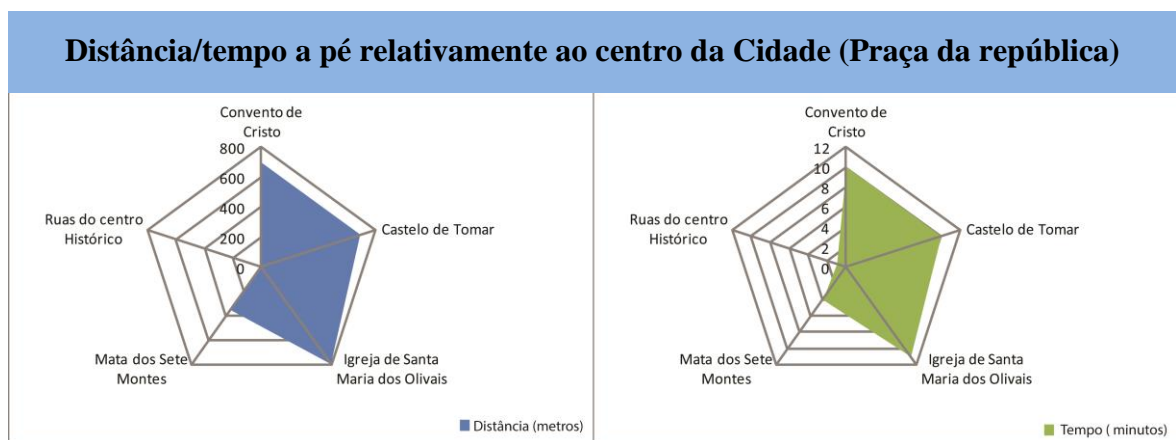 Distância/tempo a pé relativamente ao centro da Cidade (Praça da república)
Convento de
Cristo
800
600
400
200
0
Ruas do centro
Histórico
Castelo de Tomar
Mata dos Sete
Montes
Igreja de Santa
Maria dos Olivais
Distância (metros)
Convento de
Cristo
12
10
8
6
4
2
0
Ruas do centro
Histórico
Castelo de Tomar
Mata dos Sete
Montes
Igreja de Santa
Maria dos Olivais
Tempo ( minutos)